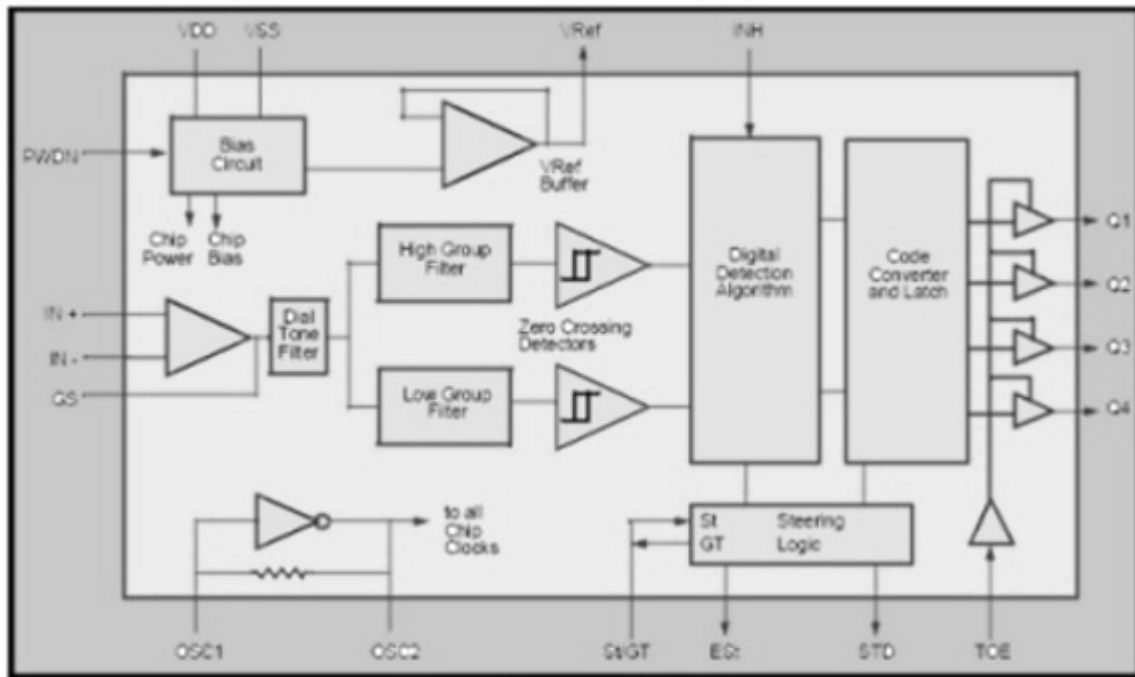 VDD VSS VRef INH
PWDN
Bias
Circuit
VRef
Buffer
Chip
Power
Chip
Bias
High Group
Filter
Digital
Detection
Algorithm
Code
Converter
and Latch
Q1
Q2
Q3
Q4
IN +
IN -
GS
Dial
Tone
Filter
Zero Crossing
Detectors
Low Group
Filter
to all
Chip
Clocks
St Steering
GT Logic
OSC1 OSC2 St/GT ESt STD TOE